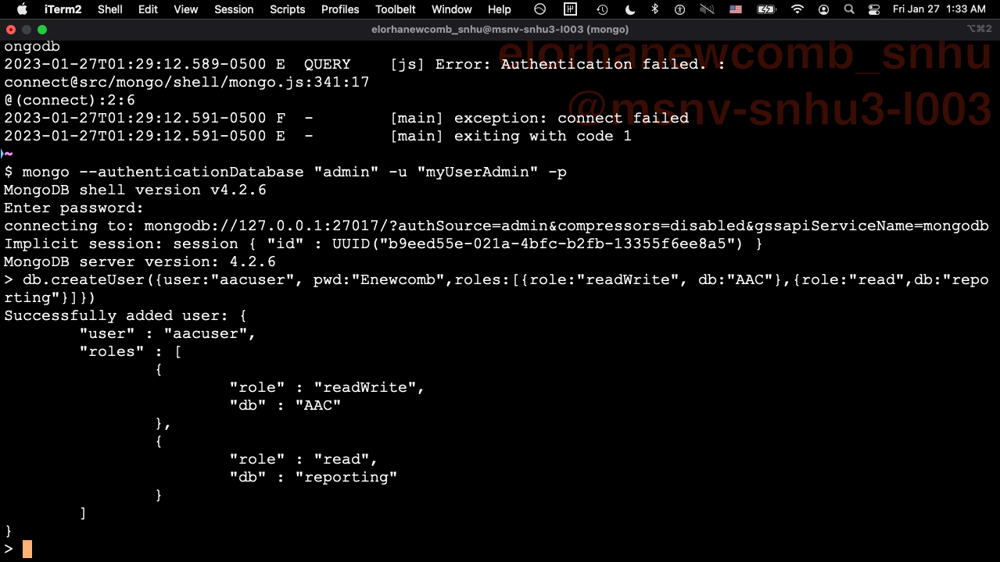 iTerm2 Shell Edit View Session Scripts Profiles Toolbelt Window Help Fri Jan 27 1:33 AM
elorhanewcomb_snhu@msnv-snhu3-l003 (mongo) ⌥⌘2
elorhanewcomb_snhu
@msnv-snhu3-l003
ongodb
2023-01-27T01:29:12.589-0500 E  QUERY    [js] Error: Authentication failed. :
connect@src/mongo/shell/mongo.js:341:17
@(connect):2:6
2023-01-27T01:29:12.591-0500 F  -        [main] exception: connect failed
2023-01-27T01:29:12.591-0500 E  -        [main] exiting with code 1
~
$ mongo --authenticationDatabase "admin" -u "myUserAdmin" -p
MongoDB shell version v4.2.6
Enter password:
connecting to: mongodb://127.0.0.1:27017/?authSource=admin&compressors=disabled&gssapiServiceName=mongodb
Implicit session: session { "id" : UUID("b9eed55e-021a-4bfc-b2fb-13355f6ee8a5") }
MongoDB server version: 4.2.6
> db.createUser({user:"aacuser", pwd:"Enewcomb",roles:[{role:"readWrite", db:"AAC"},{role:"read",db:"repo
rting"}]})
Successfully added user: {
        "user" : "aacuser",
        "roles" : [
                {
                        "role" : "readWrite",
                        "db" : "AAC"
                },
                {
                        "role" : "read",
                        "db" : "reporting"
                }
        ]
}
>